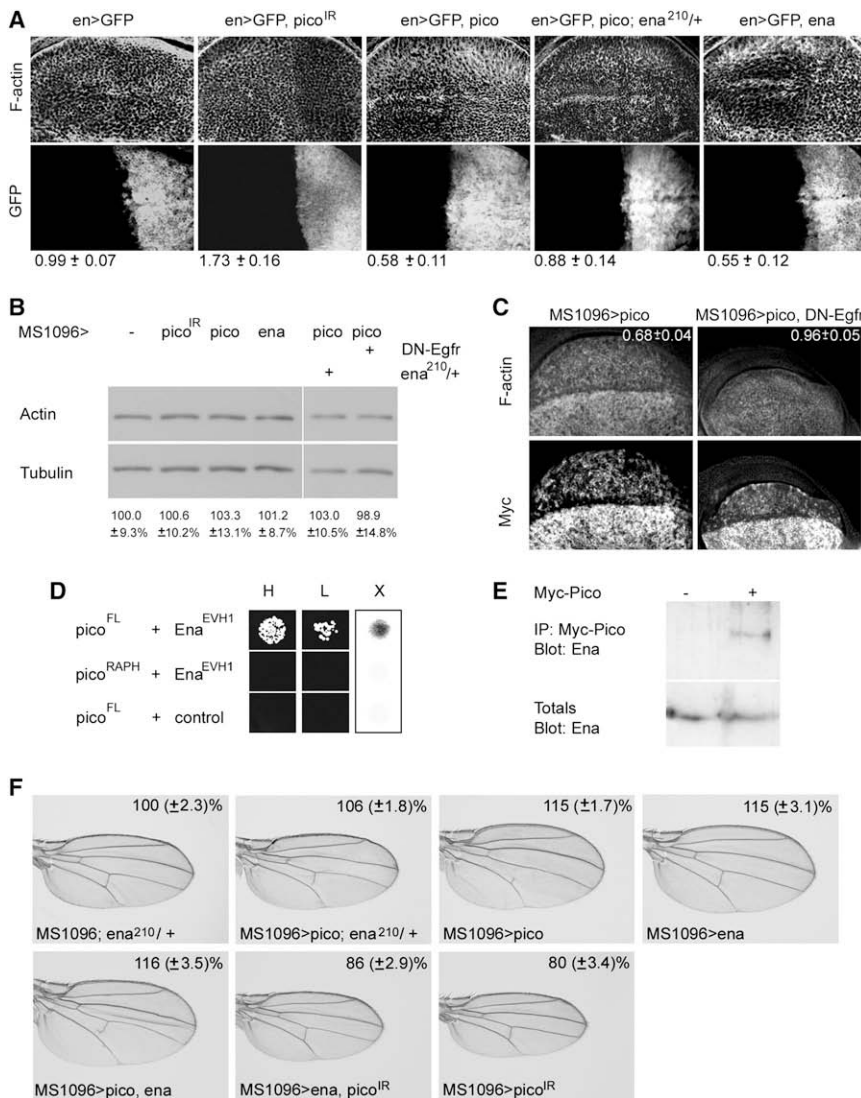 A
en>GFP
en>GFP, pico^IR
en>GFP, pico
en>GFP, pico; ena^210/+
en>GFP, ena
F-actin
GFP
0.99 ± 0.07
1.73 ± 0.16
0.58 ± 0.11
0.88 ± 0.14
0.55 ± 0.12
B
MS1096> - pico^IR pico ena pico pico
+ DN-Egfr
+ ena^210/+
Actin
Tubulin
100.0 100.6 103.3 101.2 103.0 98.9
±9.3% ±10.2% ±13.1% ±8.7% ±10.5% ±14.8%
C
MS1096>pico
MS1096>pico, DN-Egfr
0.68±0.04
0.96±0.05
F-actin
Myc
D
H L X
pico^FL + Ena^EVH1
pico^RAPH + Ena^EVH1
pico^FL + control
E
Myc-Pico - +
IP: Myc-Pico
Blot: Ena
Totals
Blot: Ena
F
100 (±2.3)%
MS1096; ena210/ +
106 (±1.8)%
MS1096>pico; ena210/ +
115 (±1.7)%
MS1096>pico
115 (±3.1)%
MS1096>ena
116 (±3.5)%
MS1096>pico, ena
86 (±2.9)%
MS1096>ena, pico^IR
80 (±3.4)%
MS1096>pico^IR